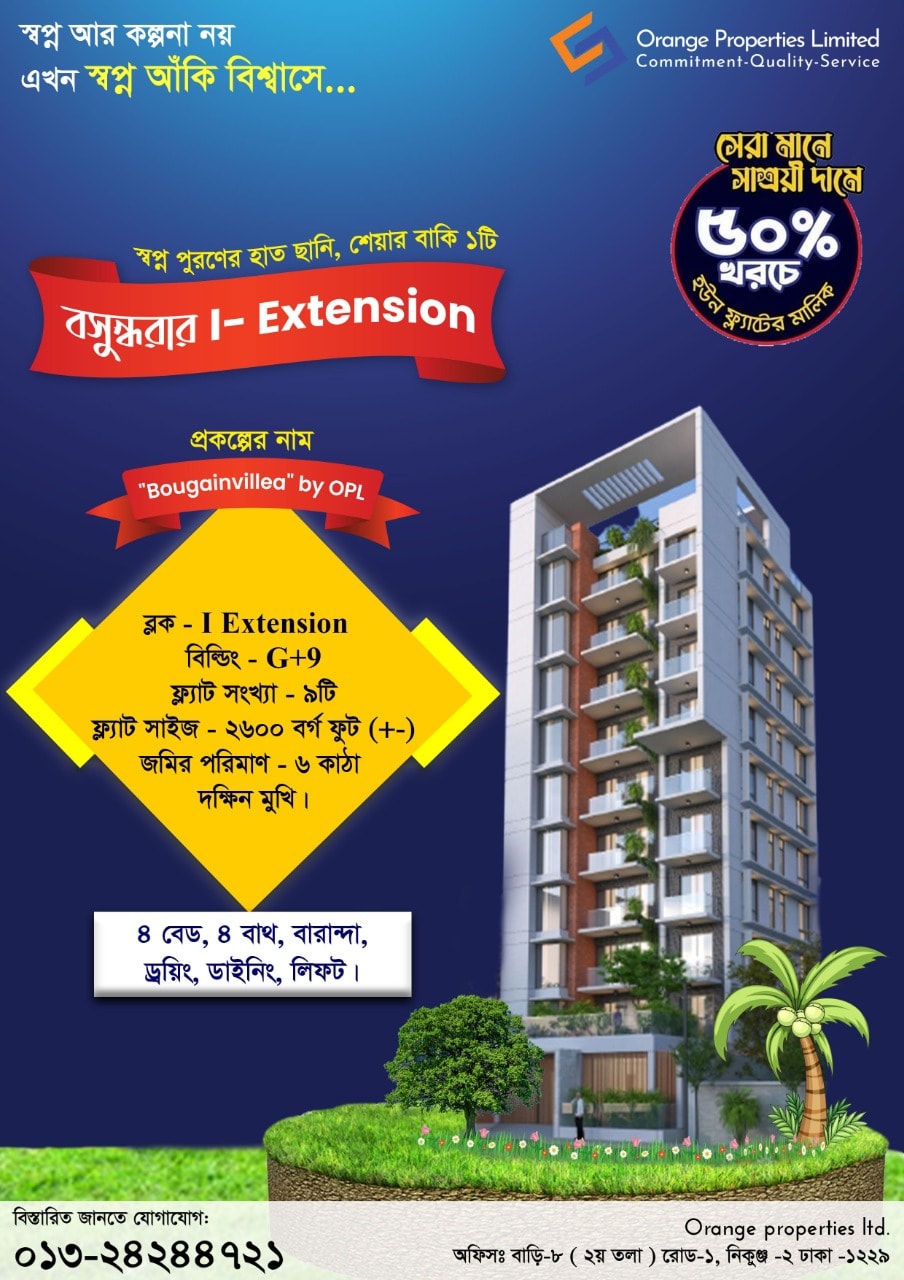 স্বপ্ন আর কল্পনা নয়
এখন স্বপ্ন আঁকি বিশ্বাসে...
Orange Properties Limited
Commitment-Quality-Service
সেরা মানে
সাশ্রয়ী দামে
৫০%
খরচে
হউন ফ্ল্যাটের মালিক
স্বপ্ন পুরণের হাত ছানি, শেয়ার বাকি ১টি
বসুন্ধরার I- Extension
প্রকল্পের নাম
"Bougainvillea" by OPL
ব্লক - I Extension
বিল্ডিং - G+9
ফ্ল্যাট সংখ্যা - ৯টি
ফ্ল্যাট সাইজ - ২৬০০ বর্গ ফুট (+-)
জমির পরিমাণ - ৬ কাঠা
দক্ষিন মুখি।
৪ বেড, ৪ বাথ, বারান্দা,
ড্রয়িং, ডাইনিং, লিফট।
বিস্তারিত জানতে যোগাযোগ:
০১৩-২৪২৪৪৭২১
Orange properties ltd.
অফিসঃ বাড়ি-৮ ( ২য় তলা ) রোড-১, নিকুঞ্জ -২ ঢাকা -১২২৯